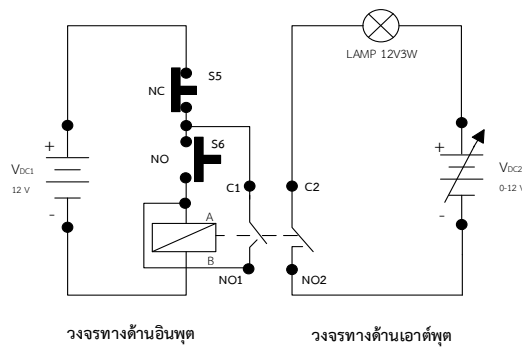 LAMP 12V3W
S5
NC
S6
NO
+
VDC1
12 V
-
C1
C2
+
VDC2
0-12 V
-
A
B
NO1
NO2
วงจรทางด้านอินพุต
วงจรทางด้านเอาต์พุต